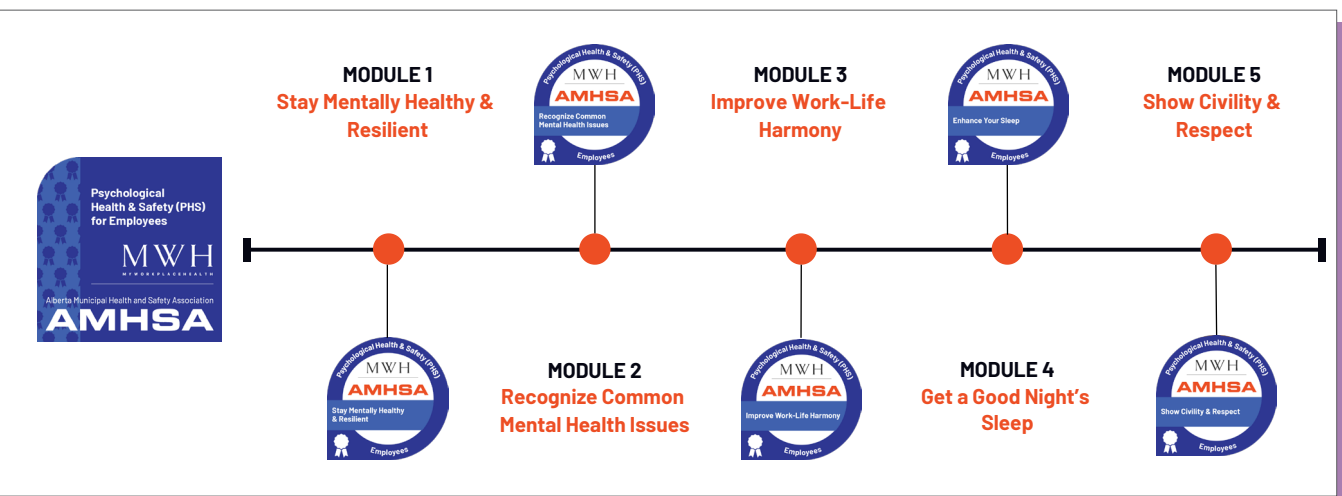 Psychological
Health & Safety (PHS)
for Employees
MWH
MYWORKPLACEHEALTH
Alberta Municipal Health and Safety Association
AMHSA
MODULE 1
Stay Mentally Healthy &
Resilient
Psychological Health & Safety (PHS)
MWH
AMHSA
Stay Mentally Healthy
& Resilient
Employees
Psychological Health & Safety (PHS)
MWH
AMHSA
Recognize Common
Mental Health Issues
Employees
MODULE 2
Recognize Common
Mental Health Issues
MODULE 3
Improve Work-Life
Harmony
Psychological Health & Safety (PHS)
MWH
AMHSA
Improve Work-Life Harmony
Employees
Psychological Health & Safety (PHS)
MWH
AMHSA
Enhance Your Sleep
Employees
MODULE 4
Get a Good Night’s
Sleep
MODULE 5
Show Civility &
Respect
Psychological Health & Safety (PHS)
MWH
AMHSA
Show Civility & Respect
Employees